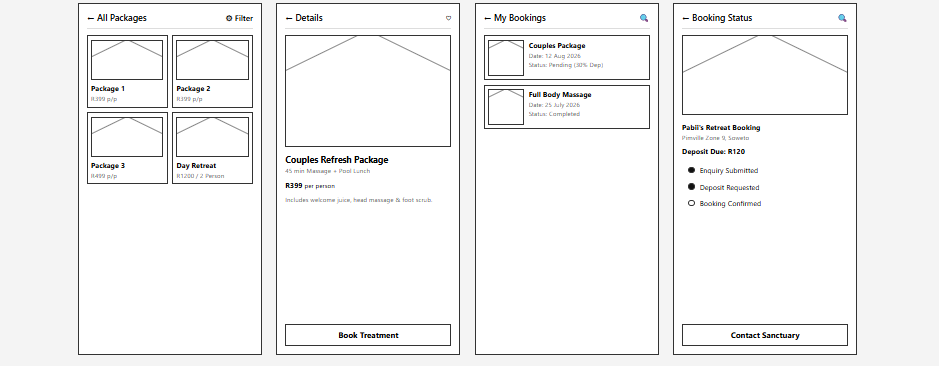 ← All Packages
⚙ Filter
Package 1
R399 p/p
Package 2
R399 p/p
Package 3
R499 p/p
Day Retreat
R1200 / 2 Person
← Details
♡
Couples Refresh Package
45 min Massage + Pool Lunch
R399 per person
Includes welcome juice, head massage & foot scrub.
Book Treatment
← My Bookings
🔍
Couples Package
Date: 12 Aug 2026
Status: Pending (30% Dep)
Full Body Massage
Date: 25 July 2026
Status: Completed
← Booking Status
🔍
Pabii's Retreat Booking
Pimville Zone 9, Soweto
Deposit Due: R120
Enquiry Submitted
Deposit Requested
Booking Confirmed
Contact Sanctuary